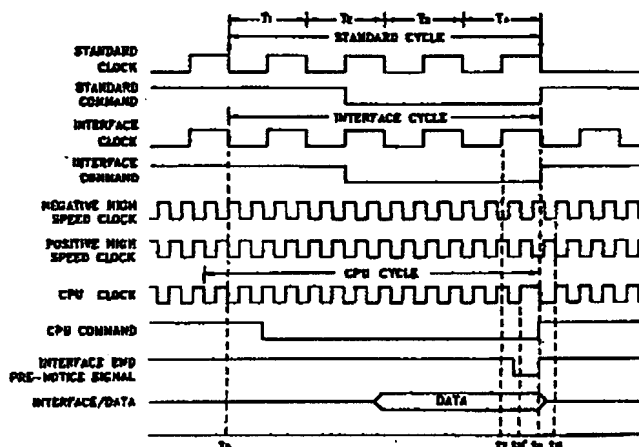 T₁ T₂ T₃ T₄
STANDARD CYCLE
STANDARD
CLOCK
STANDARD
COMMAND
INTERFACE CYCLE
INTERFACE
CLOCK
INTERFACE
COMMAND
NEGATIVE HIGH
SPEED CLOCK
POSITIVE HIGH
SPEED CLOCK
CPU CYCLE
CPU CLOCK
CPU COMMAND
INTERFACE END
PRE-NOTICE SIGNAL
INTERFACE/DATA
DATA